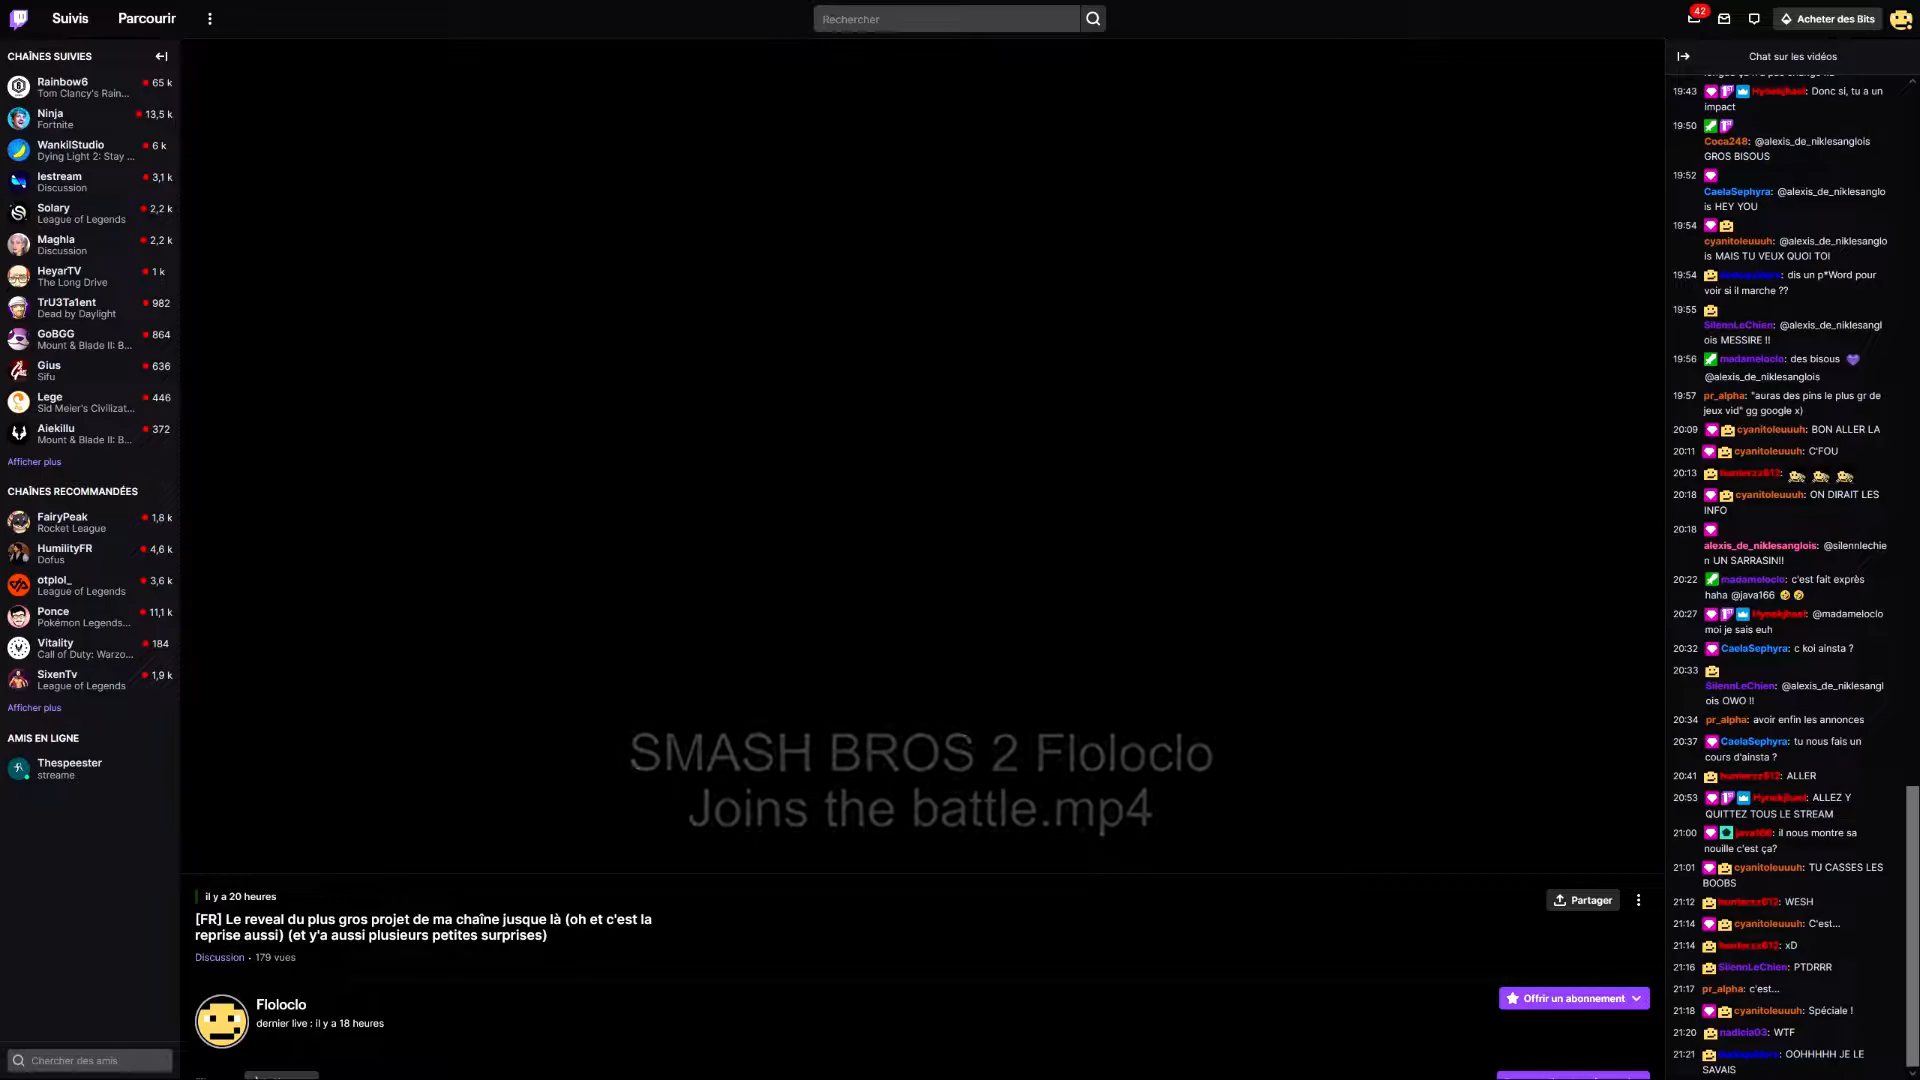 Suivis
Parcourir
Rechercher
42
Acheter des Bits
CHAÎNES SUIVIES
Rainbow6
65 k
Tom Clancy's Rain...
Ninja
13,5 k
Fortnite
WankilStudio
6 k
Dying Light 2: Stay ...
lestream
3,1 k
Discussion
Solary
2,2 k
League of Legends
Maghla
2,2 k
Discussion
HeyarTV
1 k
The Long Drive
TrU3Ta1ent
982
Dead by Daylight
GoBGG
864
Mount & Blade II: B...
Gius
636
Sifu
Lege
446
Sid Meier's Civilizat...
Aiekillu
372
Mount & Blade II: B...
Afficher plus
CHAÎNES RECOMMANDÉES
FairyPeak
1,8 k
Rocket League
HumilityFR
4,6 k
Dofus
otplol_
3,6 k
League of Legends
Ponce
11,1 k
Pokémon Legends...
Vitality
184
Call of Duty: Warzo...
SixenTv
1,9 k
League of Legends
Afficher plus
AMIS EN LIGNE
Thespeester
streame
Chercher des amis
SMASH BROS 2 Floloclo
Joins the battle.mp4
il y a 20 heures
[FR] Le reveal du plus gros projet de ma chaîne jusque là (oh et c'est la
reprise aussi) (et y'a aussi plusieurs petites surprises)
Discussion • 179 vues
Partager
Floloclo
dernier live : il y a 18 heures
Offrir un abonnement
Chat sur les vidéos
19:43 : Donc si, tu a un
impact
19:50
Coca248: @alexis_de_niklesanglois
GROS BISOUS
19:52
CaelaSephyra: @alexis_de_niklesanglo
is HEY YOU
19:54
cyanitoleuuuh: @alexis_de_niklesanglo
is MAIS TU VEUX QUOI TOI
19:54 : dis un p*Word pour
voir si il marche ??
19:55
SilennLeChien: @alexis_de_niklesangl
ois MESSIRE !!
19:56 madameloclo: des bisous
@alexis_de_niklesanglois
19:57 pr_alpha: "auras des pins le plus gr de
jeux vid" gg google x)
20:09 cyanitoleuuuh: BON ALLER LA
20:11 cyanitoleuuuh: C'FOU
20:13 hunterzz612:
20:18 cyanitoleuuuh: ON DIRAIT LES
INFO
20:18
alexis_de_niklesanglois: @silennlechie
n UN SARRASIN!!
20:22 madameloclo: c'est fait exprès
haha @java166
20:27 : @madameloclo
moi je sais euh
20:32 CaelaSephyra: c koi ainsta ?
20:33
SilennLeChien: @alexis_de_niklesangl
ois OWO !!
20:34 pr_alpha: avoir enfin les annonces
20:37 CaelaSephyra: tu nous fais un
cours d'ainsta ?
20:41 hunterzz612: ALLER
20:53 : ALLEZ Y
QUITTEZ TOUS LE STREAM
21:00 java166: il nous montre sa
nouille c'est ça?
21:01 cyanitoleuuuh: TU CASSES LES
BOOBS
21:12 hunterzz612: WESH
21:14 cyanitoleuuuh: C'est...
21:14 hunterzz612: xD
21:16 SilennLeChien: PTDRRR
21:17 pr_alpha: c'est...
21:18 cyanitoleuuuh: Spéciale !
21:20 nadicia03: WTF
21:21 : OOHHHHH JE LE
SAVAIS